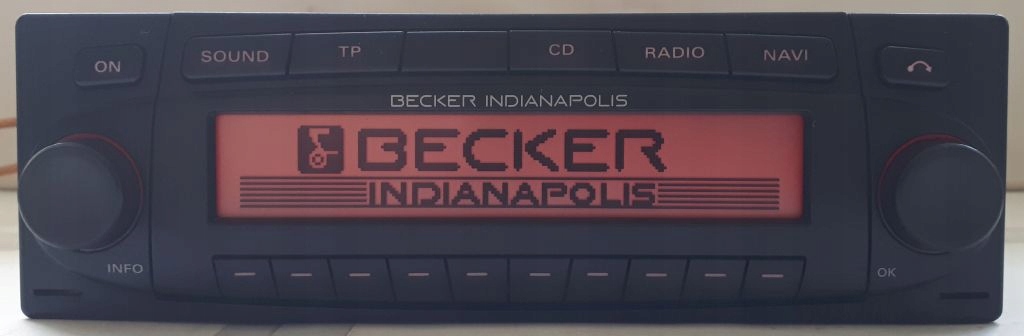 ON SOUND TP CD RADIO NAVI
BECKER INDIANAPOLIS
BECKER
INDIANAPOLIS
INFO OK